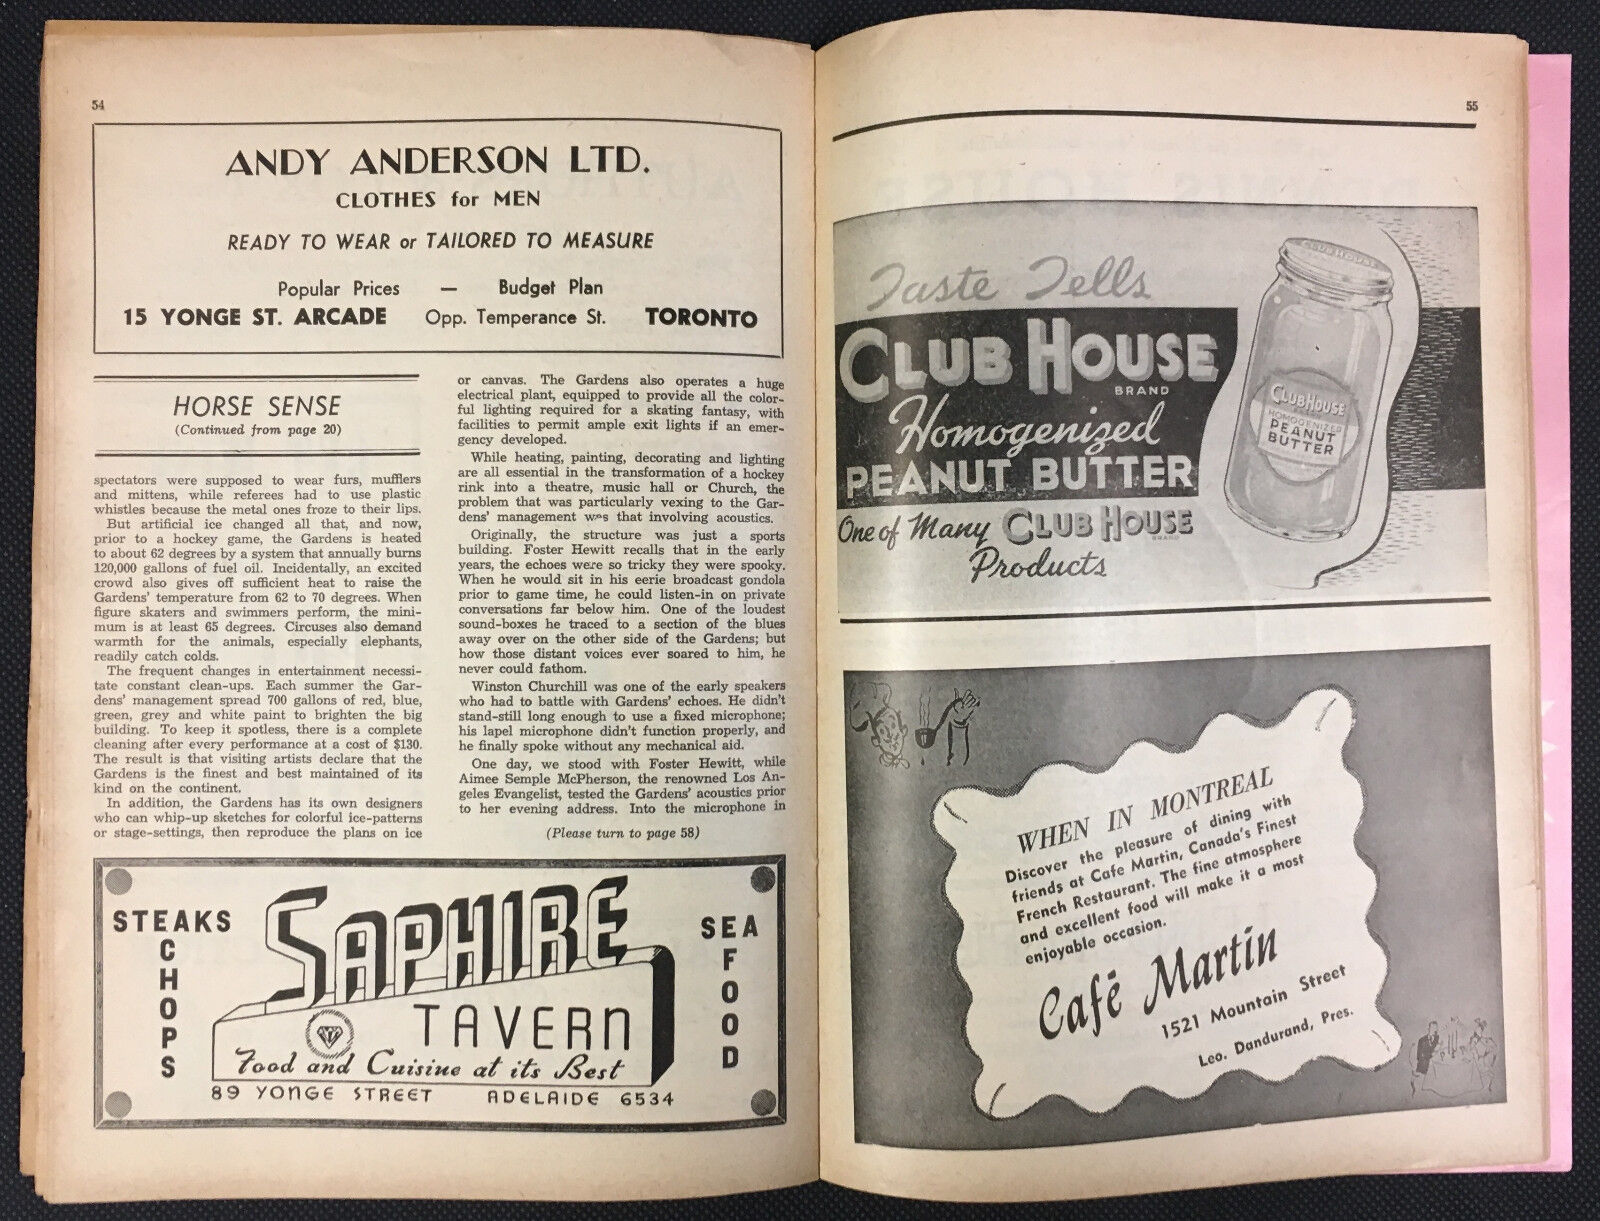 54
ANDY ANDERSON LTD.
CLOTHES for MEN
READY TO WEAR or TAILORED TO MEASURE
Popular Prices — Budget Plan
15 YONGE ST. ARCADE Opp. Temperance St. TORONTO
HORSE SENSE
(Continued from page 20)
spectators were supposed to wear furs, mufflers
and mittens, while referees had to use plastic
whistles because the metal ones froze to their lips.
But artificial ice changed all that, and now,
prior to a hockey game, the Gardens is heated
to about 62 degrees by a system that annually burns
120,000 gallons of fuel oil. Incidentally, an excited
crowd also gives off sufficient heat to raise the
Gardens' temperature from 62 to 70 degrees. When
figure skaters and swimmers perform, the mini-
mum is at least 65 degrees. Circuses also demand
warmth for the animals, especially elephants,
readily catch colds.
The frequent changes in entertainment necessi-
tate constant clean-ups. Each summer the Gar-
dens' management spread 700 gallons of red, blue,
green, grey and white paint to brighten the big
building. To keep it spotless, there is a complete
cleaning after every performance at a cost of $130.
The result is that visiting artists declare that the
Gardens is the finest and best maintained of its
kind on the continent.
In addition, the Gardens has its own designers
who can whip-up sketches for colorful ice-patterns
or stage-settings, then reproduce the plans on ice
or canvas. The Gardens also operates a huge
electrical plant, equipped to provide all the color-
ful lighting required for a skating fantasy, with
facilities to permit ample exit lights if an emer-
gency developed.
While heating, painting, decorating and lighting
are all essential in the transformation of a hockey
rink into a theatre, music hall or Church, the
problem that was particularly vexing to the Gar-
dens' management was that involving acoustics.
Originally, the structure was just a sports
building. Foster Hewitt recalls that in the early
years, the echoes were so tricky they were spooky.
When he would sit in his eerie broadcast gondola
prior to game time, he could listen-in on private
conversations far below him. One of the loudest
sound-boxes he traced to a section of the blues
away over on the other side of the Gardens; but
how those distant voices ever soared to him, he
never could fathom.
Winston Churchill was one of the early speakers
who had to battle with Gardens' echoes. He didn't
stand-still long enough to use a fixed microphone;
his lapel microphone didn't function properly, and
he finally spoke without any mechanical aid.
One day, we stood with Foster Hewitt, while
Aimee Semple McPherson, the renowned Los An-
geles Evangelist, tested the Gardens' acoustics prior
to her evening address. Into the microphone in
(Please turn to page 58)
STEAKS
CHOPS
SAPHIRE
TAVERN
Food and Cuisine at its Best
89 YONGE STREET ADELAIDE 6534
SEA
FOOD
55
Taste Tells
CLUB HOUSE
BRAND
Homogenized
PEANUT BUTTER
One of Many CLUB HOUSE
BRAND
Products
CLUB HOUSE
CLUB HOUSE
HOMOGENIZED
PEANUT
BUTTER
WHEN IN MONTREAL
Discover the pleasure of dining with
friends at Cafe Martin, Canada's Finest
French Restaurant. The fine atmosphere
and excellent food will make it a most
enjoyable occasion.
Café Martin
1521 Mountain Street
Leo. Dandurand, Pres.